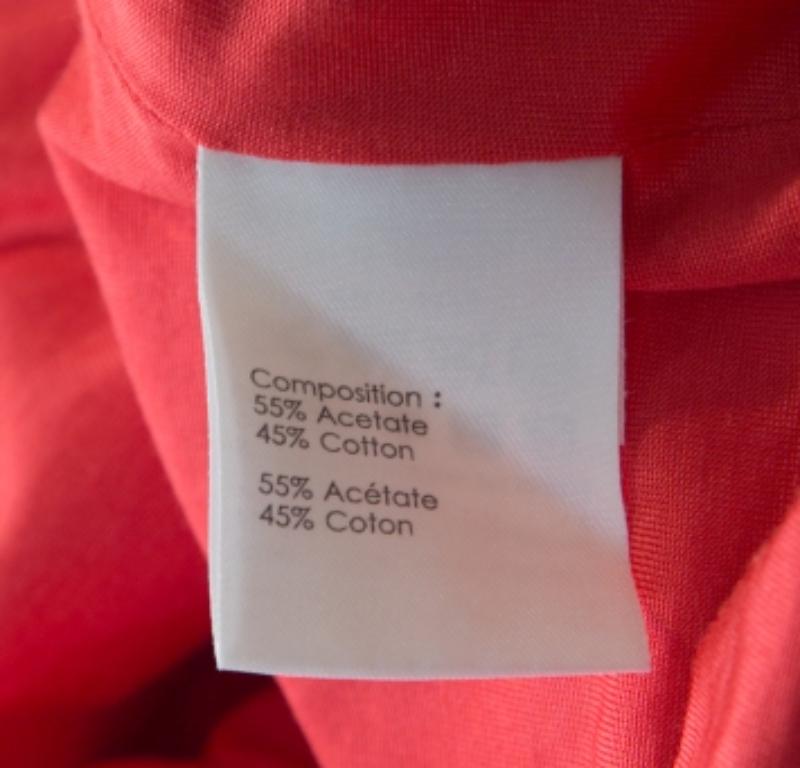 Composition :
55% Acetate
45% Cotton
55% Acétate
45% Coton